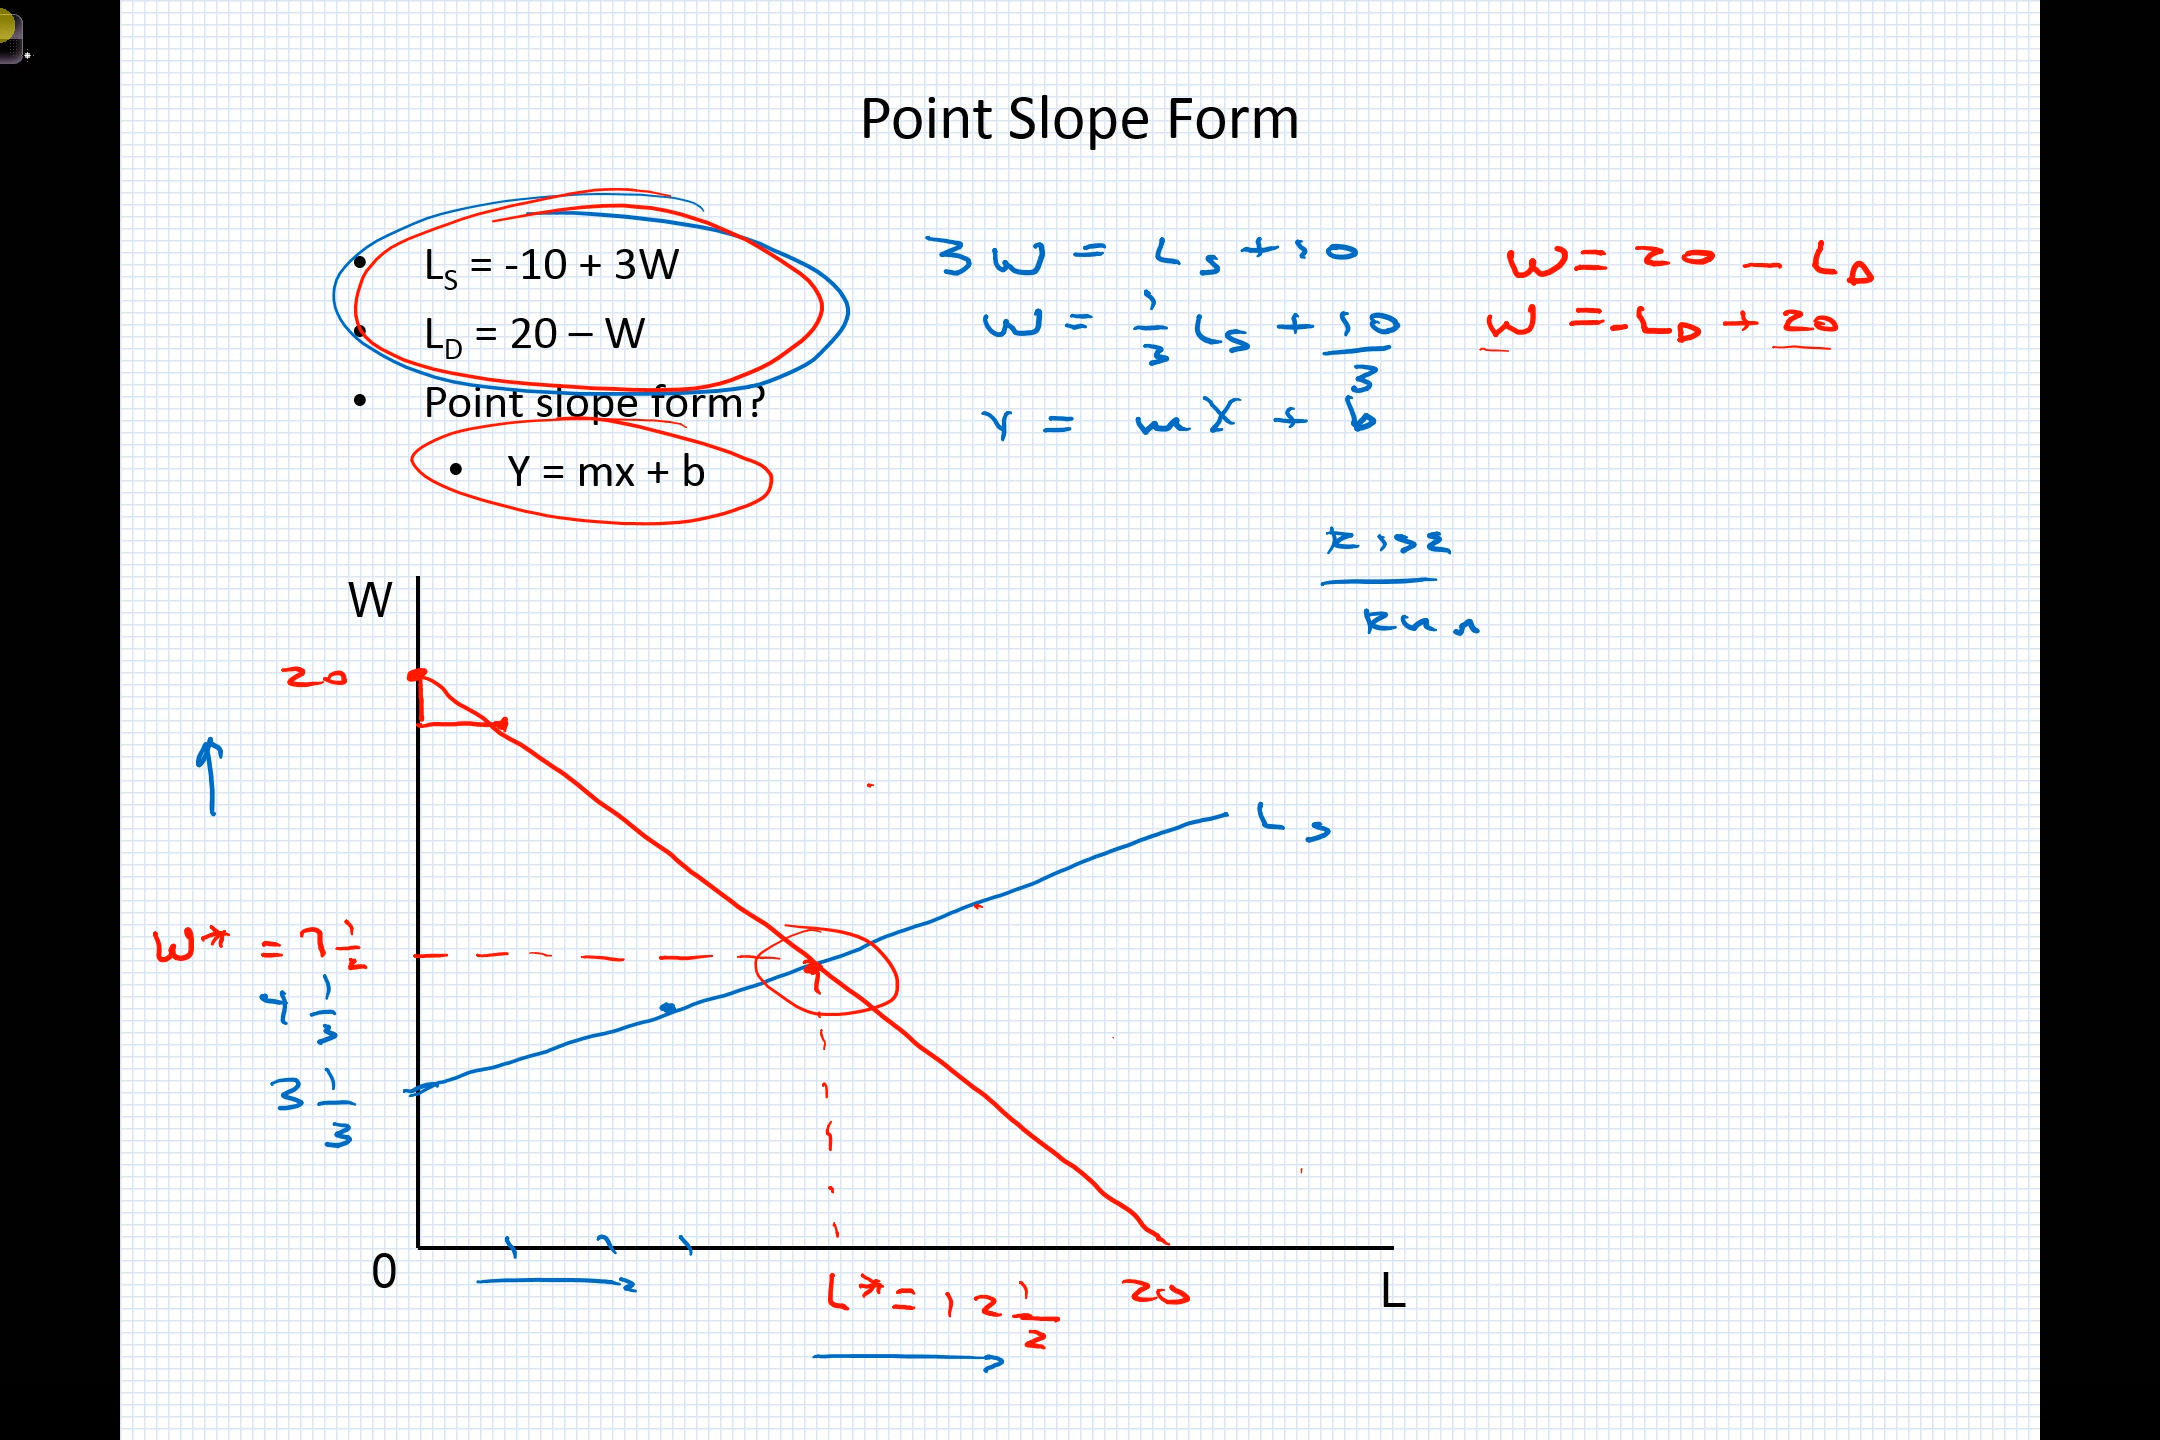 Point Slope Form
• L_S = -10 + 3W
• L_D = 20 – W
• Point slope form?
• Y = mx + b
3W = L_S + 10
W = 1/3 L_S + 10/3
Y = mX + b
W = 20 - L_D
W = -L_D + 20
Rise
Run
W
20
L_S
W* = 7 1/2
4 1/3
3 1/3
0
L* = 12 1/2
20
L